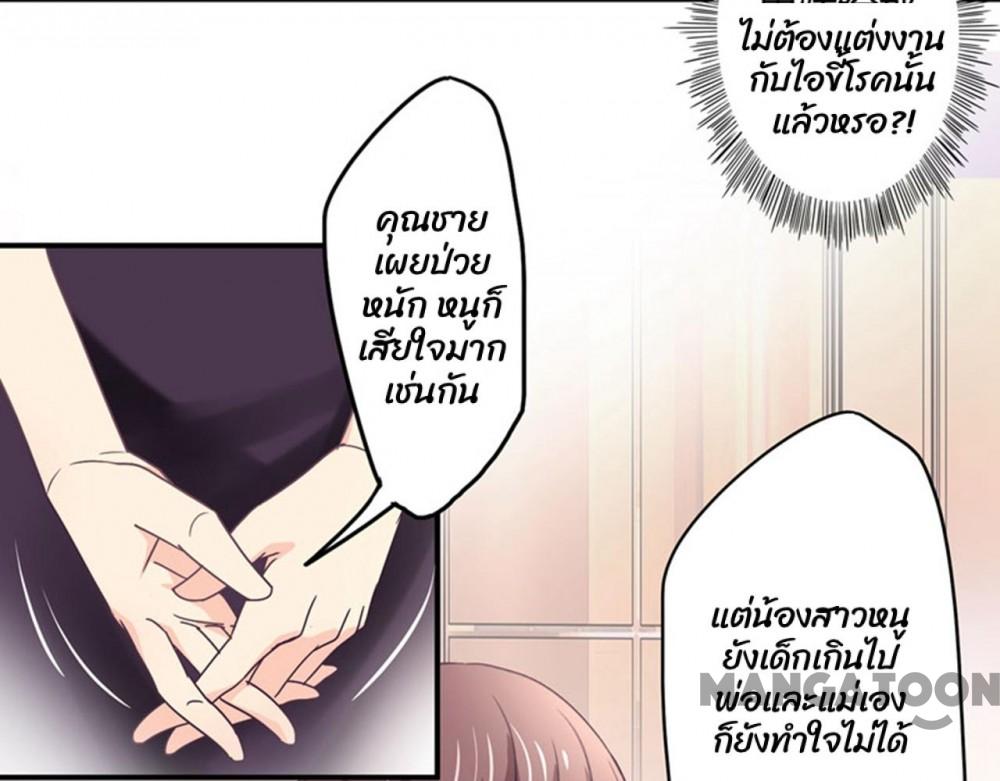 ไม่ต้องแต่งงาน
กับไอขี้โรคนั้น
แล้วหรอ?!
คุณชาย
เผยป่วย
หนัก หนูก็
เสียใจมาก
เช่นกัน
แต่น้องสาวหนู
ยังเด็กเกินไป
พ่อและแม่เอง
ก็ยังทำใจไม่ได้
MANGATOON